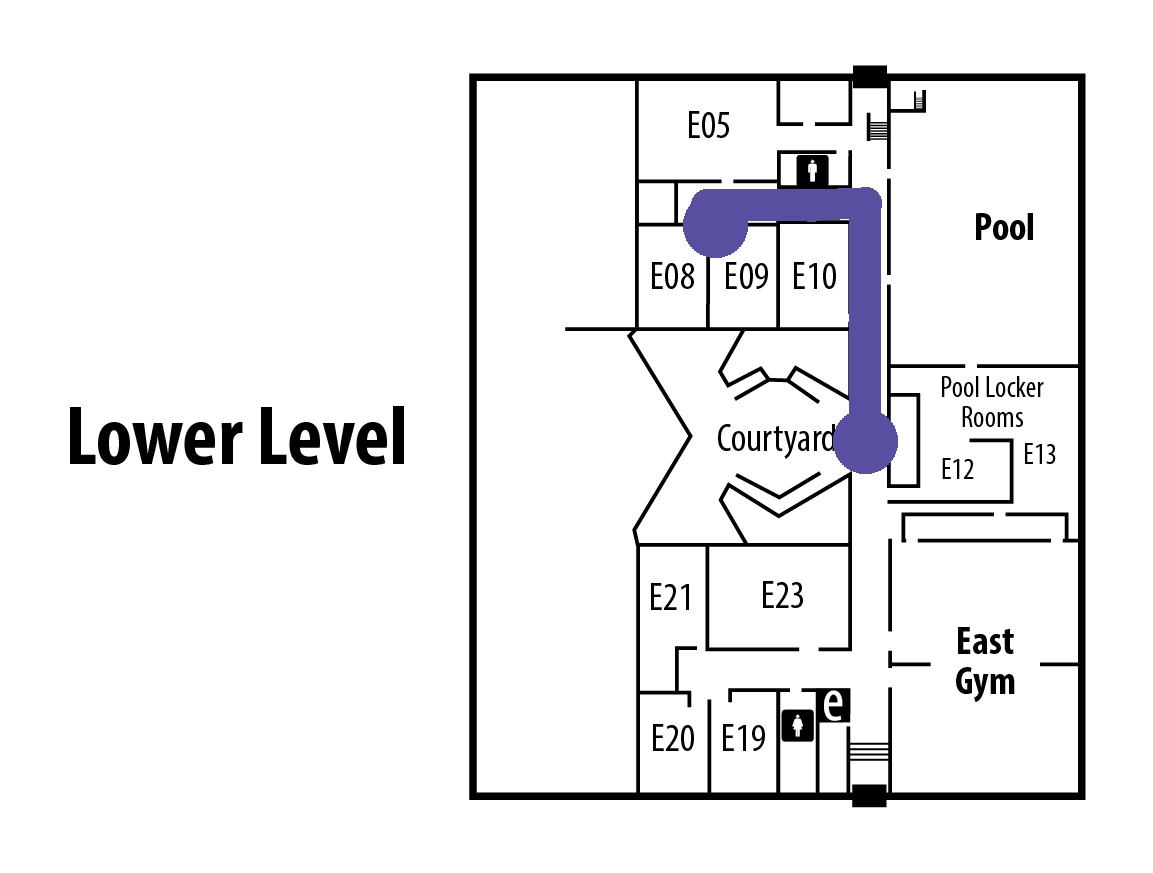 E05
Pool
E08
E09
E10
Pool Locker
Rooms
Lower Level
Courtyard
E12
E13
E21
E23
East
Gym
e
E20
E19